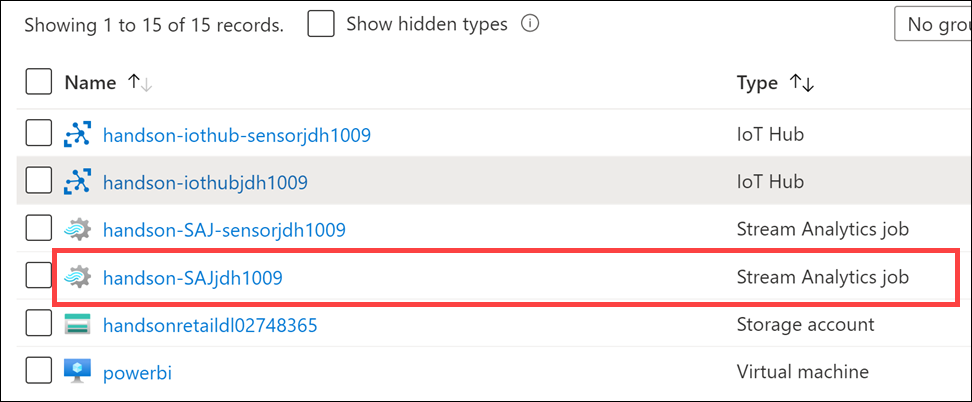 Showing 1 to 15 of 15 records. Show hidden types No grou
Name Type
handson-iothub-sensorjdh1009 IoT Hub
handson-iothubjdh1009 IoT Hub
handson-SAJ-sensorjdh1009 Stream Analytics job
handson-SAJjdh1009 Stream Analytics job
handsonretaildl02748365 Storage account
powerbi Virtual machine